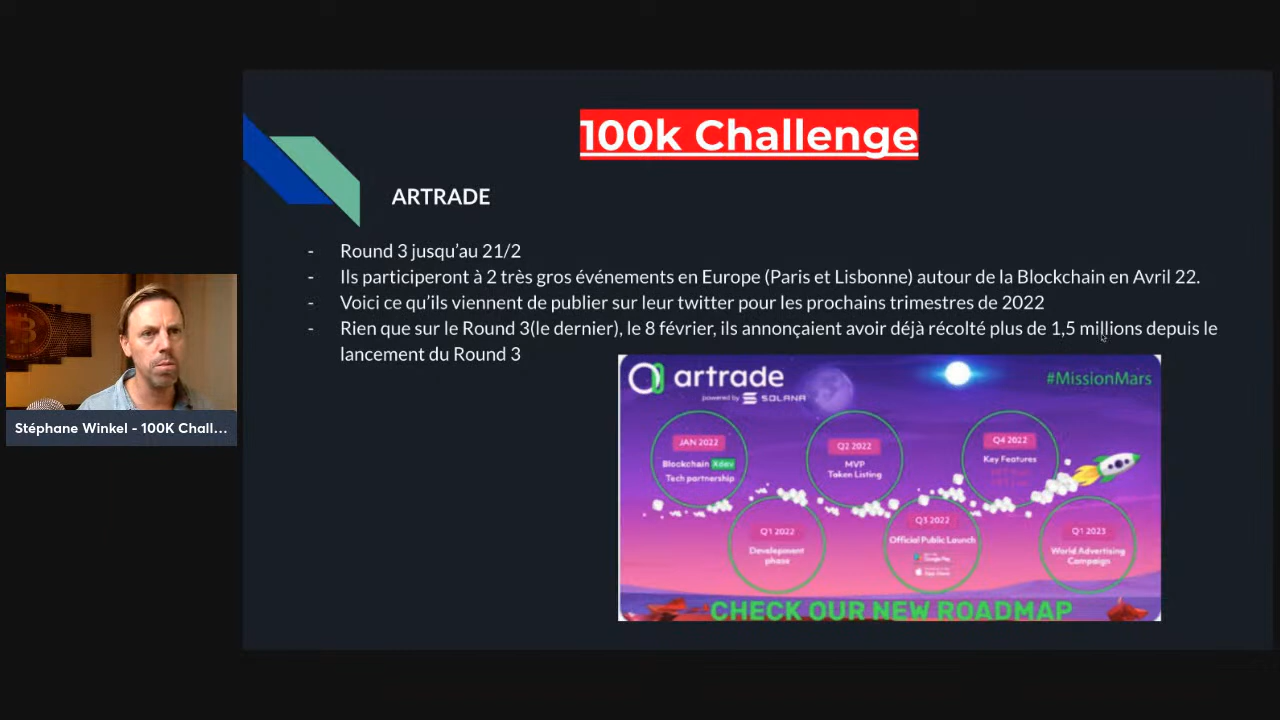 100k Challenge
ARTRADE
- Round 3 jusqu'au 21/2
- Ils participeront à 2 très gros événements en Europe (Paris et Lisbonne) autour de la Blockchain en Avril 22.
- Voici ce qu'ils viennent de publier sur leur twitter pour les prochains trimestres de 2022
- Rien que sur le Round 3(le dernier), le 8 février, ils annonçaient avoir déjà récolté plus de 1,5 millions depuis le
lancement du Round 3
Stéphane Winkel - 100K Chall...
artrade
powered by SOLANA
#MissionMars
JAN 2022
Blockchain Xdev
Tech partnership
Q2 2022
MVP
Token Listing
Q4 2022
Key Features
Q1 2022
Development
phase
Q3 2022
Official Public Launch
Google Play
App Store
Q1 2023
World Advertising
Campaign
CHECK OUR NEW ROADMAP